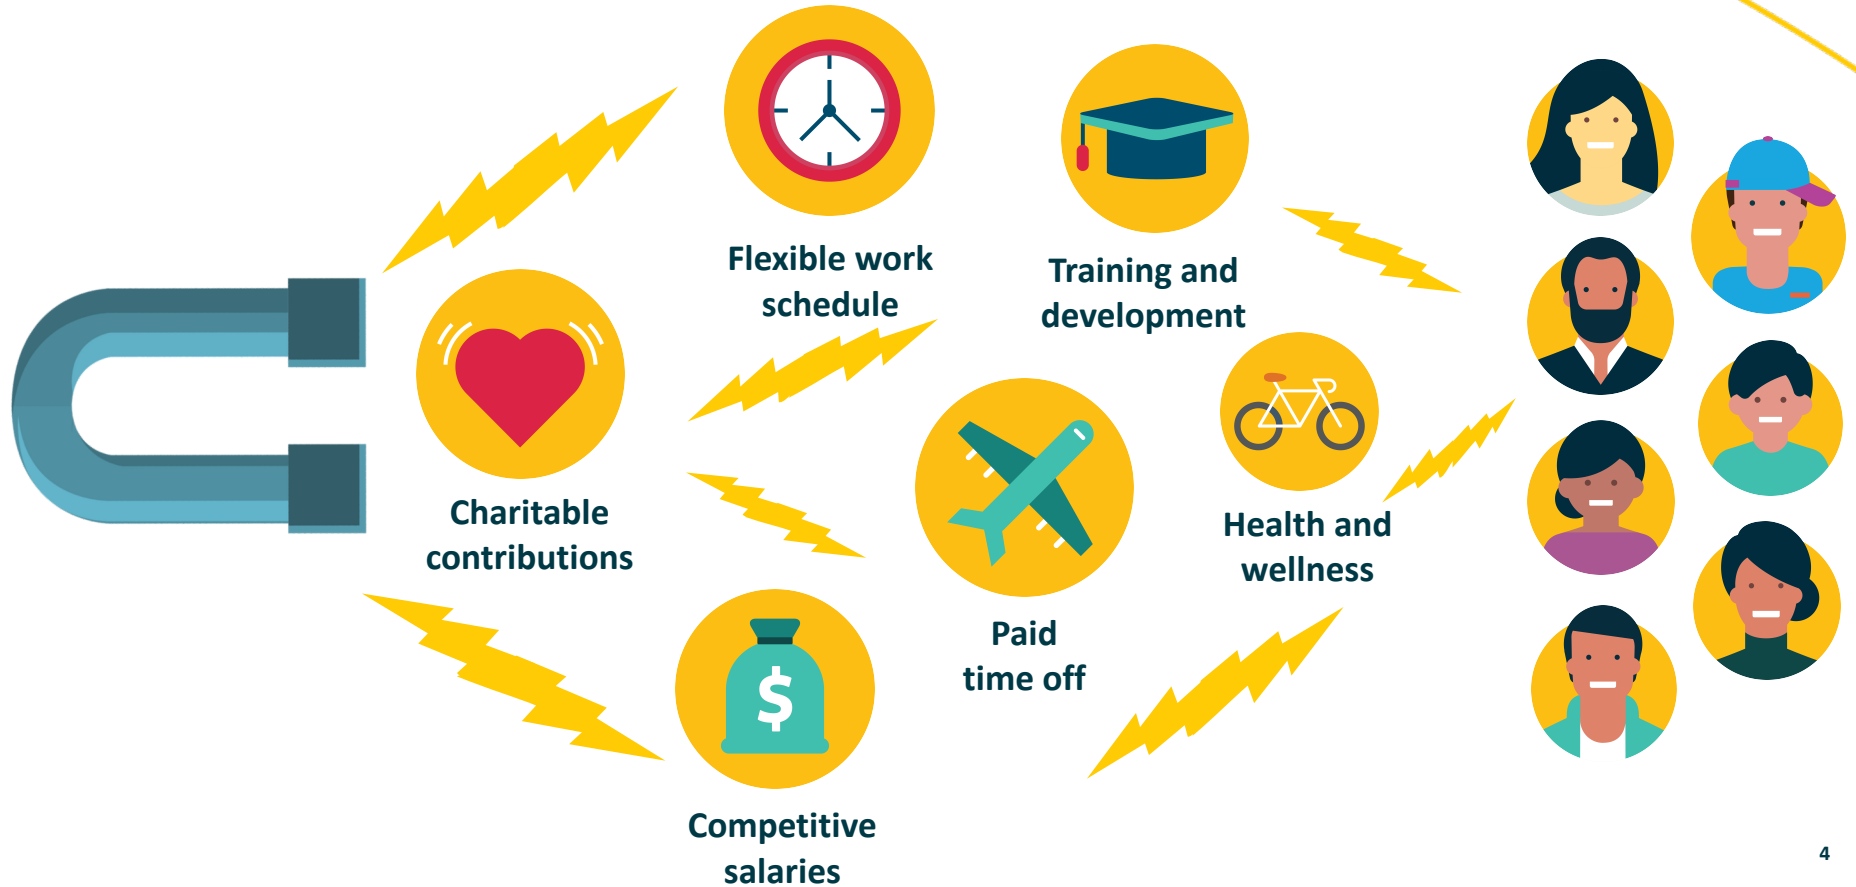 Flexible work
schedule
Training and
development
Charitable
contributions
Health and
wellness
Paid
time off
$
Competitive
salaries
4